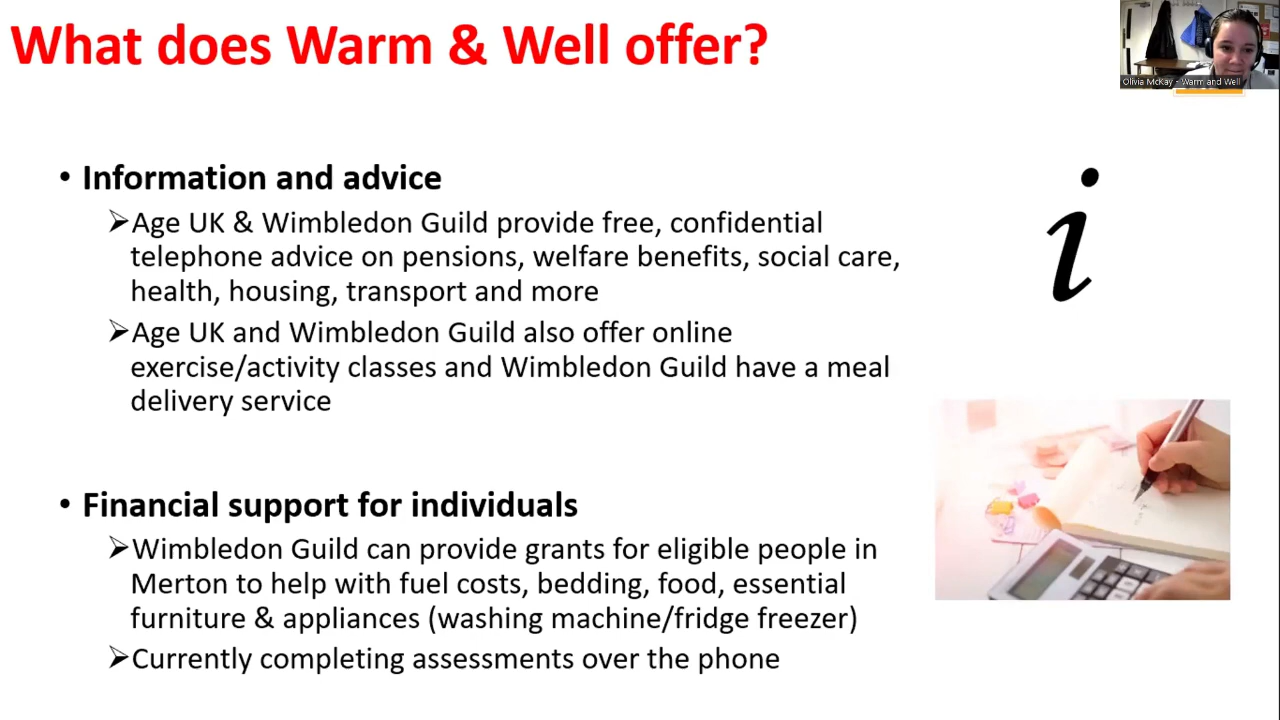 What does Warm & Well offer?
Olivia McKay - Warm and Well
• Information and advice
➢Age UK & Wimbledon Guild provide free, confidential
telephone advice on pensions, welfare benefits, social care,
health, housing, transport and more
➢Age UK and Wimbledon Guild also offer online
exercise/activity classes and Wimbledon Guild have a meal
delivery service
i
• Financial support for individuals
➢Wimbledon Guild can provide grants for eligible people in
Merton to help with fuel costs, bedding, food, essential
furniture & appliances (washing machine/fridge freezer)
➢Currently completing assessments over the phone